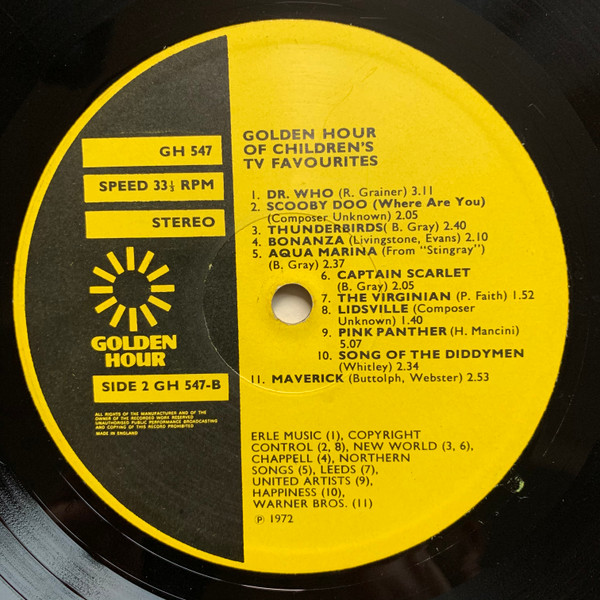 GH 547
SPEED 33⅓ RPM
STEREO
GOLDEN
HOUR
SIDE 2 GH 547-B
ALL RIGHTS OF THE MANUFACTURER AND OF THE
OWNER OF THE RECORDED WORK RESERVED
UNAUTHORISED PUBLIC PERFORMANCE BROADCASTING
AND COPYING OF THIS RECORD PROHIBITED
MADE IN ENGLAND
GOLDEN HOUR
OF CHILDREN'S
TV FAVOURITES
1. DR. WHO (R. Grainer) 3.11
2. SCOOBY DOO (Where Are You)
(Composer Unknown) 2.05
3. THUNDERBIRDS( B. Gray) 2.40
4. BONANZA (Livingstone, Evans) 2.10
5. AQUA MARINA (From "Stingray")
(B. Gray) 2.37
6. CAPTAIN SCARLET
(B. Gray) 2.05
7. THE VIRGINIAN (P. Faith) 1.52
8. LIDSVILLE (Composer
Unknown) 1.40
9. PINK PANTHER (H. Mancini)
5.07
10. SONG OF THE DIDDYMEN
(Whitley) 2.34
11. MAVERICK (Buttolph, Webster) 2.53
ERLE MUSIC (1), COPYRIGHT
CONTROL (2, 8), NEW WORLD (3, 6),
CHAPPELL (4), NORTHERN
SONGS (5), LEEDS (7),
UNITED ARTISTS (9),
HAPPINESS (10),
WARNER BROS. (11)
℗ 1972